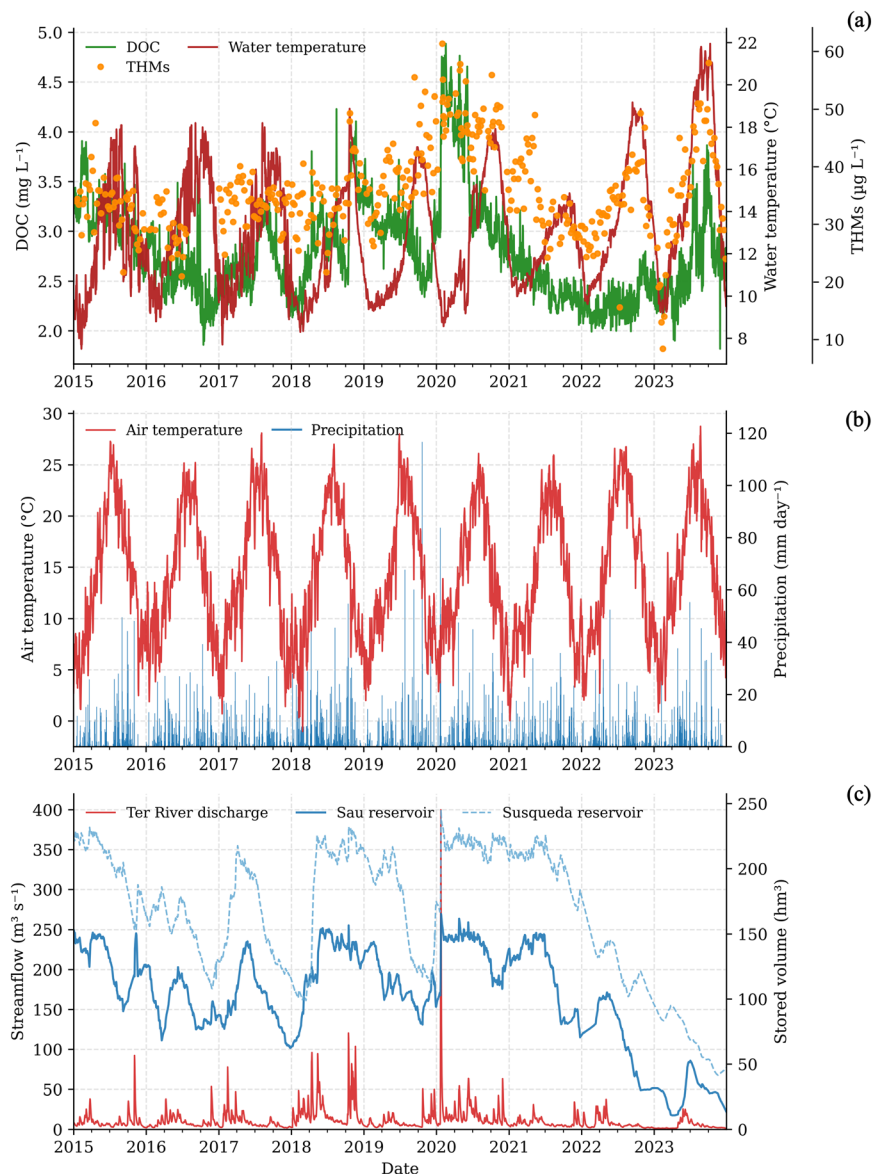 (a)
DOC
Water temperature
THMs
5.0
4.5
4.0
3.5
3.0
2.5
2.0
DOC (mg L⁻¹)
22
20
18
16
14
12
10
8
Water temperature (°C)
60
50
40
30
20
10
THMs (µg L⁻¹)
2015 2016 2017 2018 2019 2020 2021 2022 2023
(b)
Air temperature
Precipitation
30
25
20
15
10
5
0
Air temperature (°C)
120
100
80
60
40
20
0
Precipitation (mm day⁻¹)
2015 2016 2017 2018 2019 2020 2021 2022 2023
(c)
Ter River discharge
Sau reservoir
Susqueda reservoir
400
350
300
250
200
150
100
50
0
Streamflow (m³ s⁻¹)
250
200
150
100
50
0
Stored volume (hm³)
2015 2016 2017 2018 2019 2020 2021 2022 2023
Date